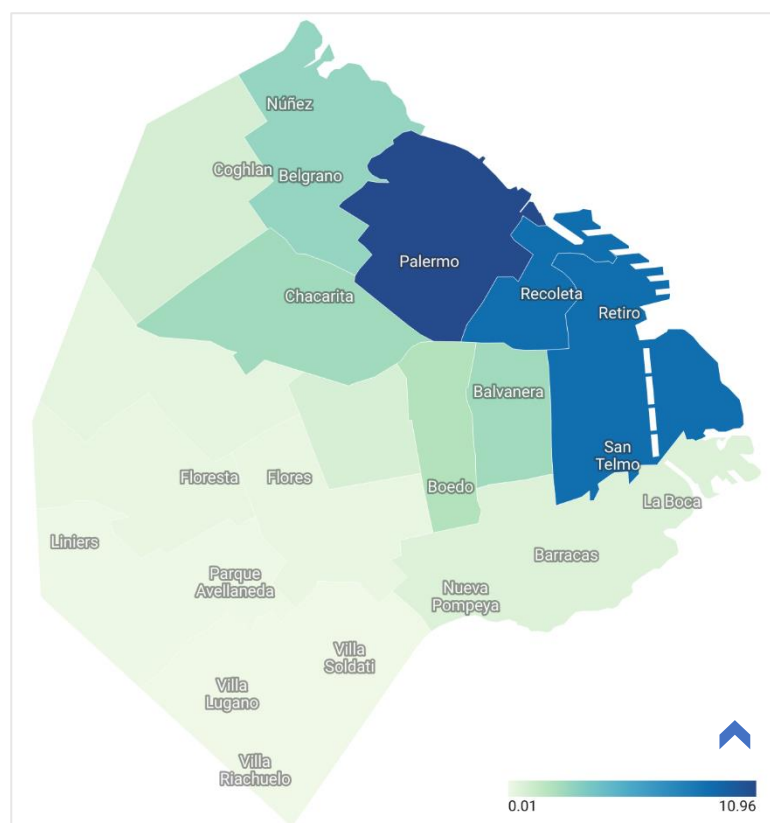 Núñez
Coghlan
Belgrano
Palermo
Recoleta
Chacarita
Retiro
Balvanera
San
Telmo
Floresta
Flores
Boedo
La Boca
Liniers
Barracas
Parque
Avellaneda
Nueva
Pompeya
Villa
Soldati
Villa
Lugano
Villa
Riachuelo
0.01
10.96